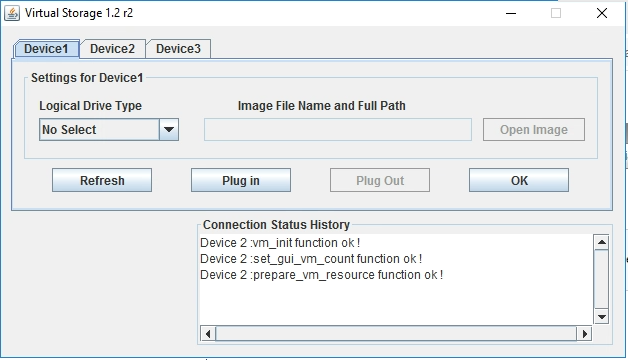 Virtual Storage 1.2 r2
Device1 Device2 Device3
Settings for Device1
Logical Drive Type Image File Name and Full Path
No Select Open Image
Refresh Plug in Plug Out OK
Connection Status History
Device 2 :vm_init function ok !
Device 2 :set_gui_vm_count function ok !
Device 2 :prepare_vm_resource function ok !